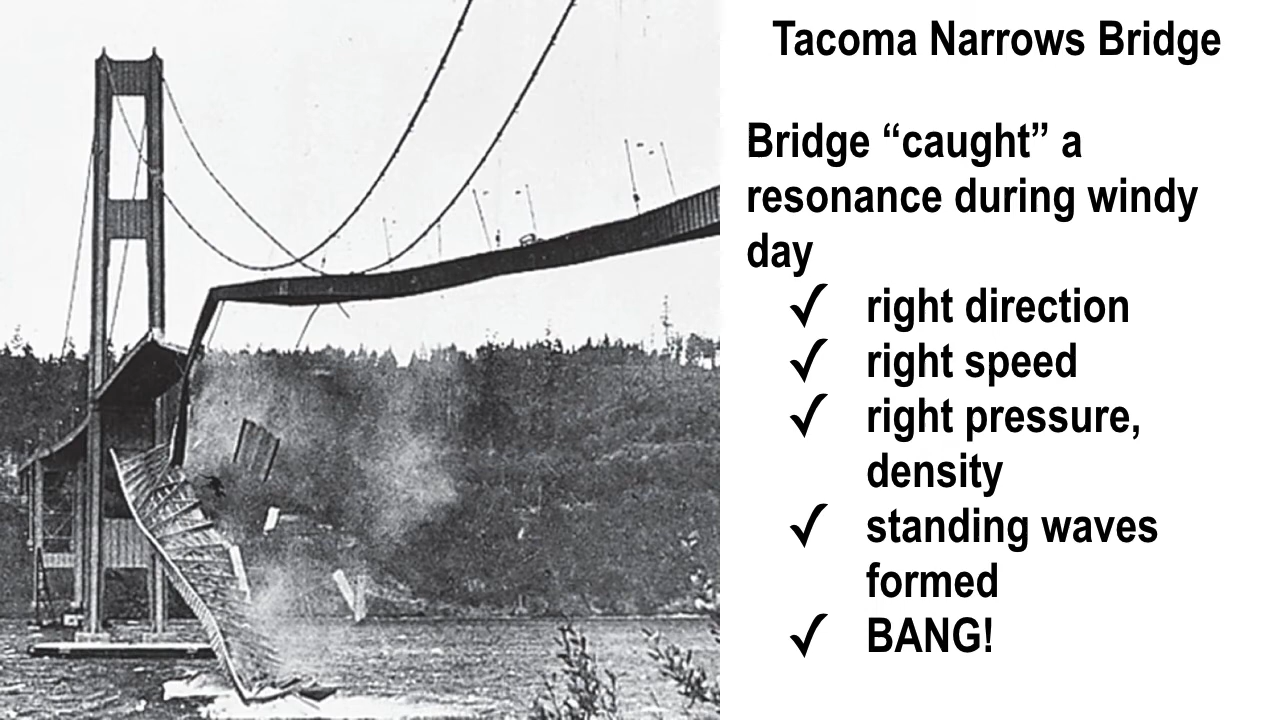 Tacoma Narrows Bridge
Bridge “caught” a
resonance during windy
day
✓ right direction
✓ right speed
✓ right pressure,
density
✓ standing waves
formed
✓ BANG!